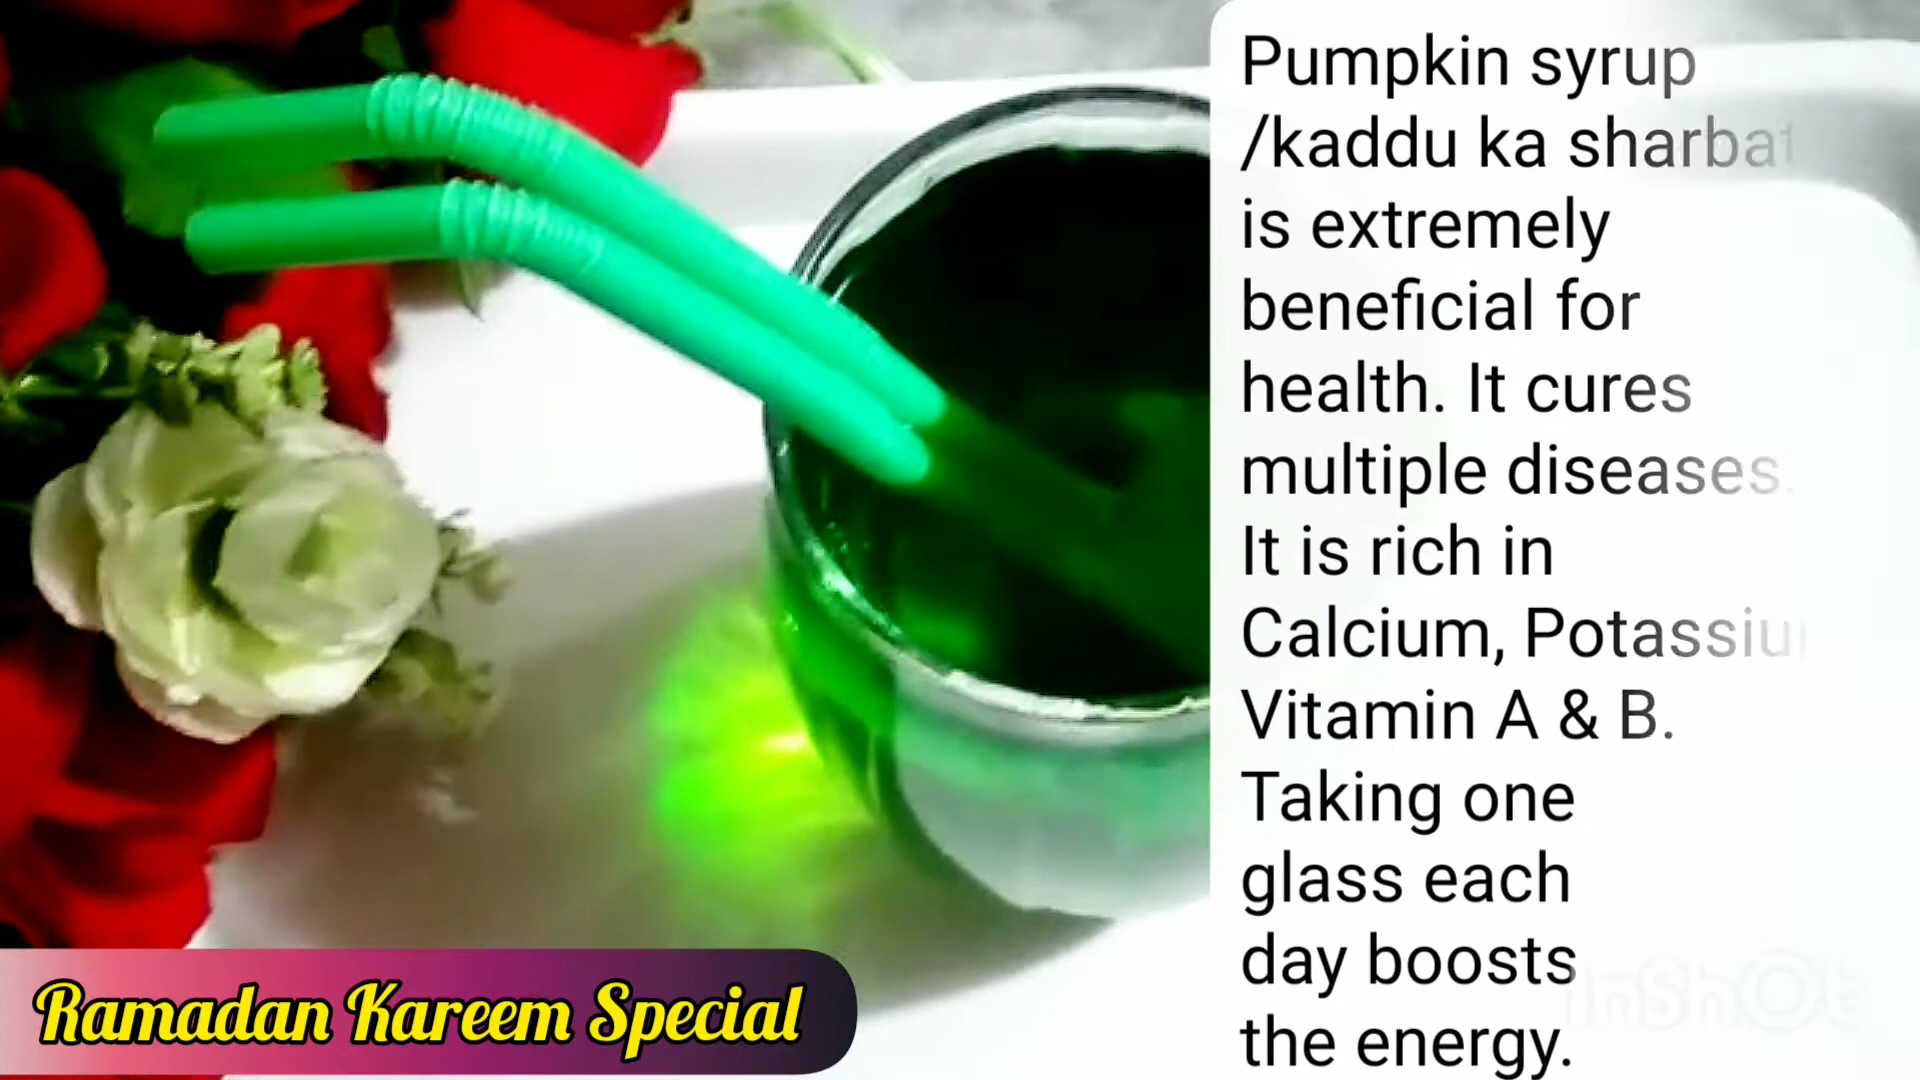 Pumpkin syrup
/kaddu ka sharbat
is extremely
beneficial for
health. It cures
multiple diseases.
It is rich in
Calcium, Potassiu
Vitamin A & B.
Taking one
glass each
day boosts
the energy.
Ramadan Kareem Special
InShOt